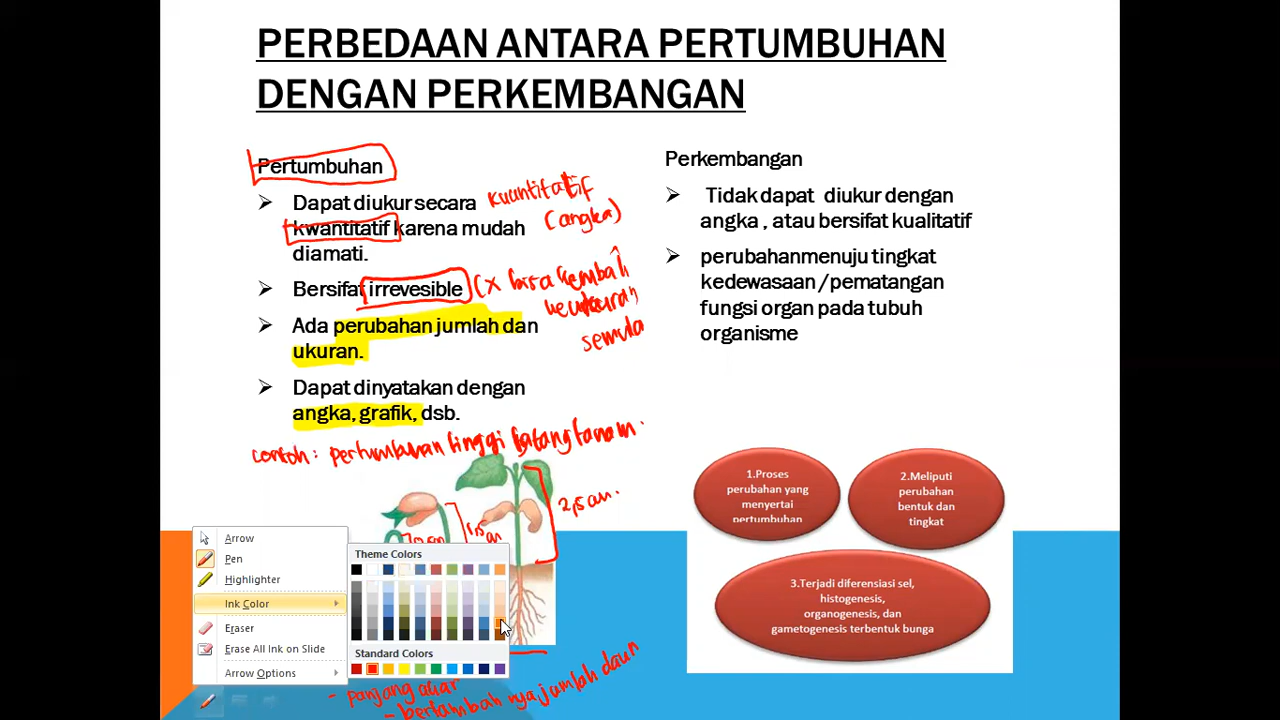 PERBEDAAN ANTARA PERTUMBUHAN
DENGAN PERKEMBANGAN
Pertumbuhan
Dapat diukur secara
kwantitatif karena mudah
diamati.
kuantitatif
(angka)
Bersifat irrevesible
(x bisa kembali
semula
Ada perubahan jumlah dan
ukuran.
Dapat dinyatakan dengan
angka, grafik, dsb.
contoh: pertumbuhan tinggi batang tanam.
2,5 cm.
1,5 cm
Perkembangan
Tidak dapat diukur dengan
angka , atau bersifat kualitatif
perubahanmenuju tingkat
kedewasaan /pematangan
fungsi organ pada tubuh
organisme
1.Proses
perubahan yang
menyertai
pertumbuhan
2.Meliputi
perubahan
bentuk dan
tingkat
3.Terjadi diferensiasi sel,
histogenesis,
organogenesis, dan
gametogenesis terbentuk bunga
Arrow
Pen
Highlighter
Ink Color
Eraser
Erase All Ink on Slide
Arrow Options
Theme Colors
Standard Colors
- panjang akar
- bertambah nya jumlah daun